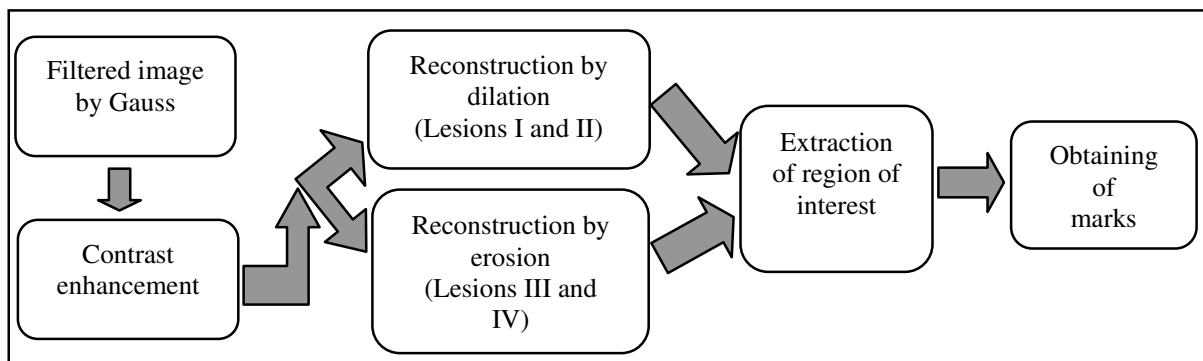 Filtered image
by Gauss
Contrast
enhancement
Reconstruction by
dilation
(Lesions I and II)
Reconstruction by
erosion
(Lesions III and
IV)
Extraction
of region of
interest
Obtaining
of
marks